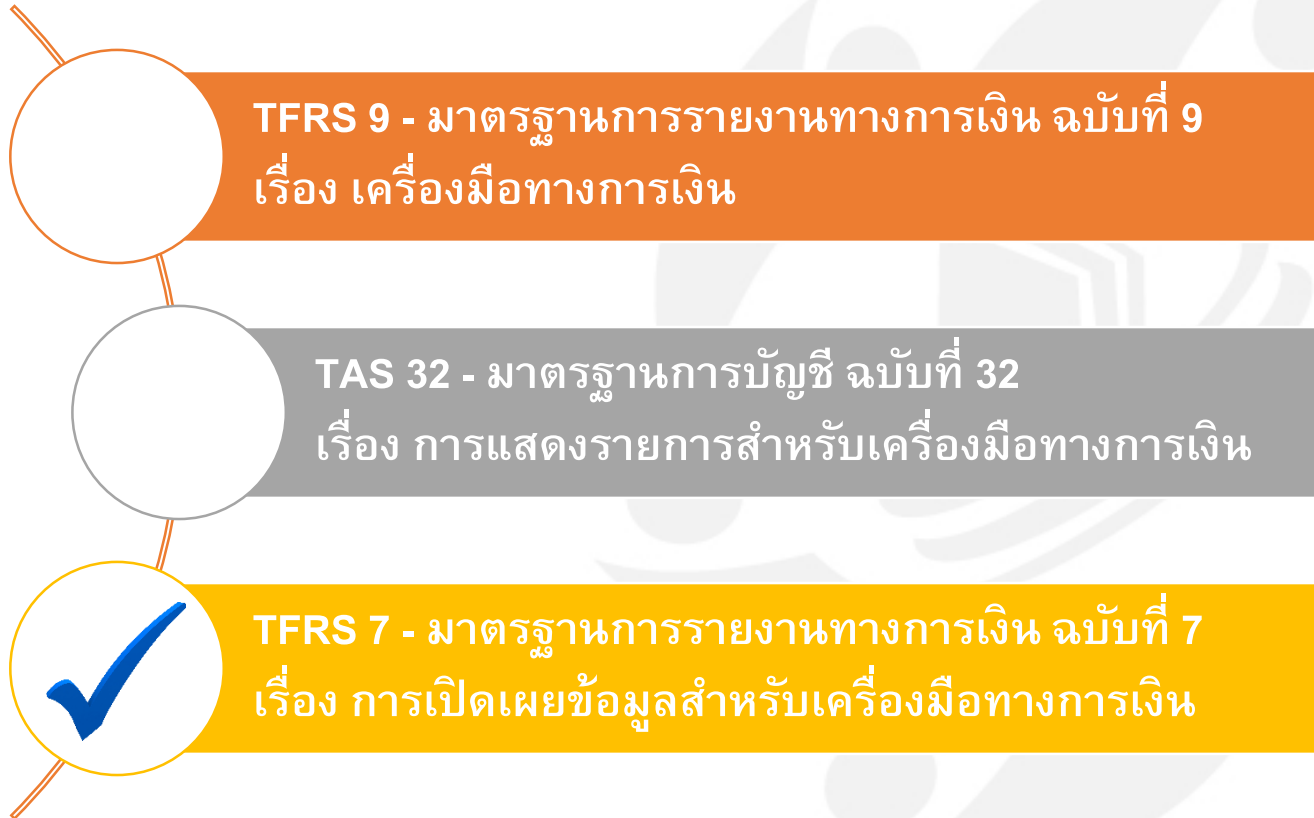 TFRS 9 - มาตรฐานการรายงานทางการเงิน ฉบับที่ 9
เรื่อง เครื่องมือทางการเงิน
TAS 32 - มาตรฐานการบัญชี ฉบับที่ 32
เรื่อง การแสดงรายการสำหรับเครื่องมือทางการเงิน
TFRS 7 - มาตรฐานการรายงานทางการเงิน ฉบับที่ 7
เรื่อง การเปิดเผยข้อมูลสำหรับเครื่องมือทางการเงิน